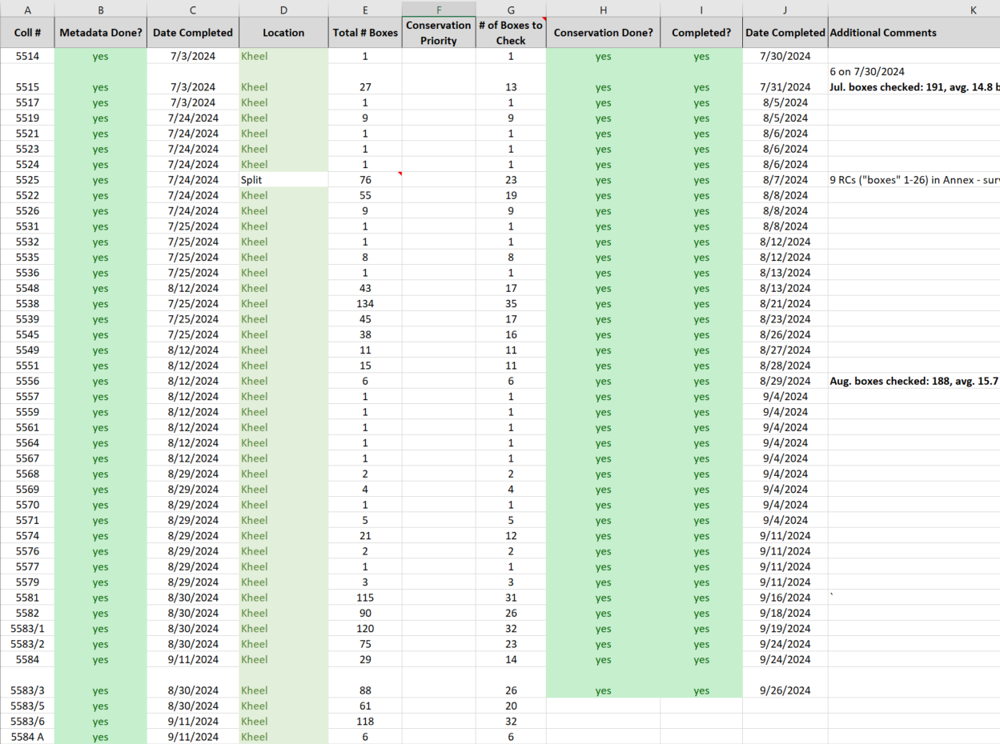 A B C D E F G H I J K
Coll # Metadata Done? Date Completed Location Total # Boxes Conservation Priority # of Boxes to Check Conservation Done? Completed? Date Completed Additional Comments
5514 yes 7/3/2024 Kheel 1 1 yes yes 7/30/2024
6 on 7/30/2024
5515 yes 7/3/2024 Kheel 27 13 yes yes 7/31/2024 Jul. boxes checked: 191, avg. 14.8 b
5517 yes 7/3/2024 Kheel 1 1 yes yes 8/5/2024
5519 yes 7/24/2024 Kheel 9 9 yes yes 8/5/2024
5521 yes 7/24/2024 Kheel 1 1 yes yes 8/6/2024
5523 yes 7/24/2024 Kheel 1 1 yes yes 8/6/2024
5524 yes 7/24/2024 Kheel 1 1 yes yes 8/6/2024
5525 yes 7/24/2024 Split 76 23 yes yes 8/7/2024 9 RCs ("boxes" 1-26) in Annex - surv
5522 yes 7/24/2024 Kheel 55 19 yes yes 8/8/2024
5526 yes 7/24/2024 Kheel 9 9 yes yes 8/8/2024
5531 yes 7/25/2024 Kheel 1 1 yes yes 8/8/2024
5532 yes 7/25/2024 Kheel 1 1 yes yes 8/12/2024
5535 yes 7/25/2024 Kheel 8 8 yes yes 8/12/2024
5536 yes 7/25/2024 Kheel 1 1 yes yes 8/13/2024
5548 yes 8/12/2024 Kheel 43 17 yes yes 8/13/2024
5538 yes 7/25/2024 Kheel 134 35 yes yes 8/21/2024
5539 yes 7/25/2024 Kheel 45 17 yes yes 8/23/2024
5545 yes 7/25/2024 Kheel 38 16 yes yes 8/26/2024
5549 yes 8/12/2024 Kheel 11 11 yes yes 8/27/2024
5551 yes 8/12/2024 Kheel 15 11 yes yes 8/28/2024
5556 yes 8/12/2024 Kheel 6 6 yes yes 8/29/2024 Aug. boxes checked: 188, avg. 15.7
5557 yes 8/12/2024 Kheel 1 1 yes yes 9/4/2024
5559 yes 8/12/2024 Kheel 1 1 yes yes 9/4/2024
5561 yes 8/12/2024 Kheel 1 1 yes yes 9/4/2024
5564 yes 8/12/2024 Kheel 1 1 yes yes 9/4/2024
5567 yes 8/12/2024 Kheel 1 1 yes yes 9/4/2024
5568 yes 8/29/2024 Kheel 2 2 yes yes 9/4/2024
5569 yes 8/29/2024 Kheel 4 4 yes yes 9/4/2024
5570 yes 8/29/2024 Kheel 1 1 yes yes 9/4/2024
5571 yes 8/29/2024 Kheel 5 5 yes yes 9/4/2024
5574 yes 8/29/2024 Kheel 21 12 yes yes 9/11/2024
5576 yes 8/29/2024 Kheel 2 2 yes yes 9/11/2024
5577 yes 8/29/2024 Kheel 1 1 yes yes 9/11/2024
5579 yes 8/29/2024 Kheel 3 3 yes yes 9/11/2024
5581 yes 8/30/2024 Kheel 115 31 yes yes 9/16/2024 `
5582 yes 8/30/2024 Kheel 90 26 yes yes 9/18/2024
5583/1 yes 8/30/2024 Kheel 120 32 yes yes 9/19/2024
5583/2 yes 8/30/2024 Kheel 75 23 yes yes 9/24/2024
5584 yes 9/11/2024 Kheel 29 14 yes yes 9/24/2024
5583/3 yes 8/30/2024 Kheel 88 26 yes yes 9/26/2024
5583/5 yes 8/30/2024 Kheel 61 20
5583/6 yes 9/11/2024 Kheel 118 32
5584 A yes 9/11/2024 Kheel 6 6